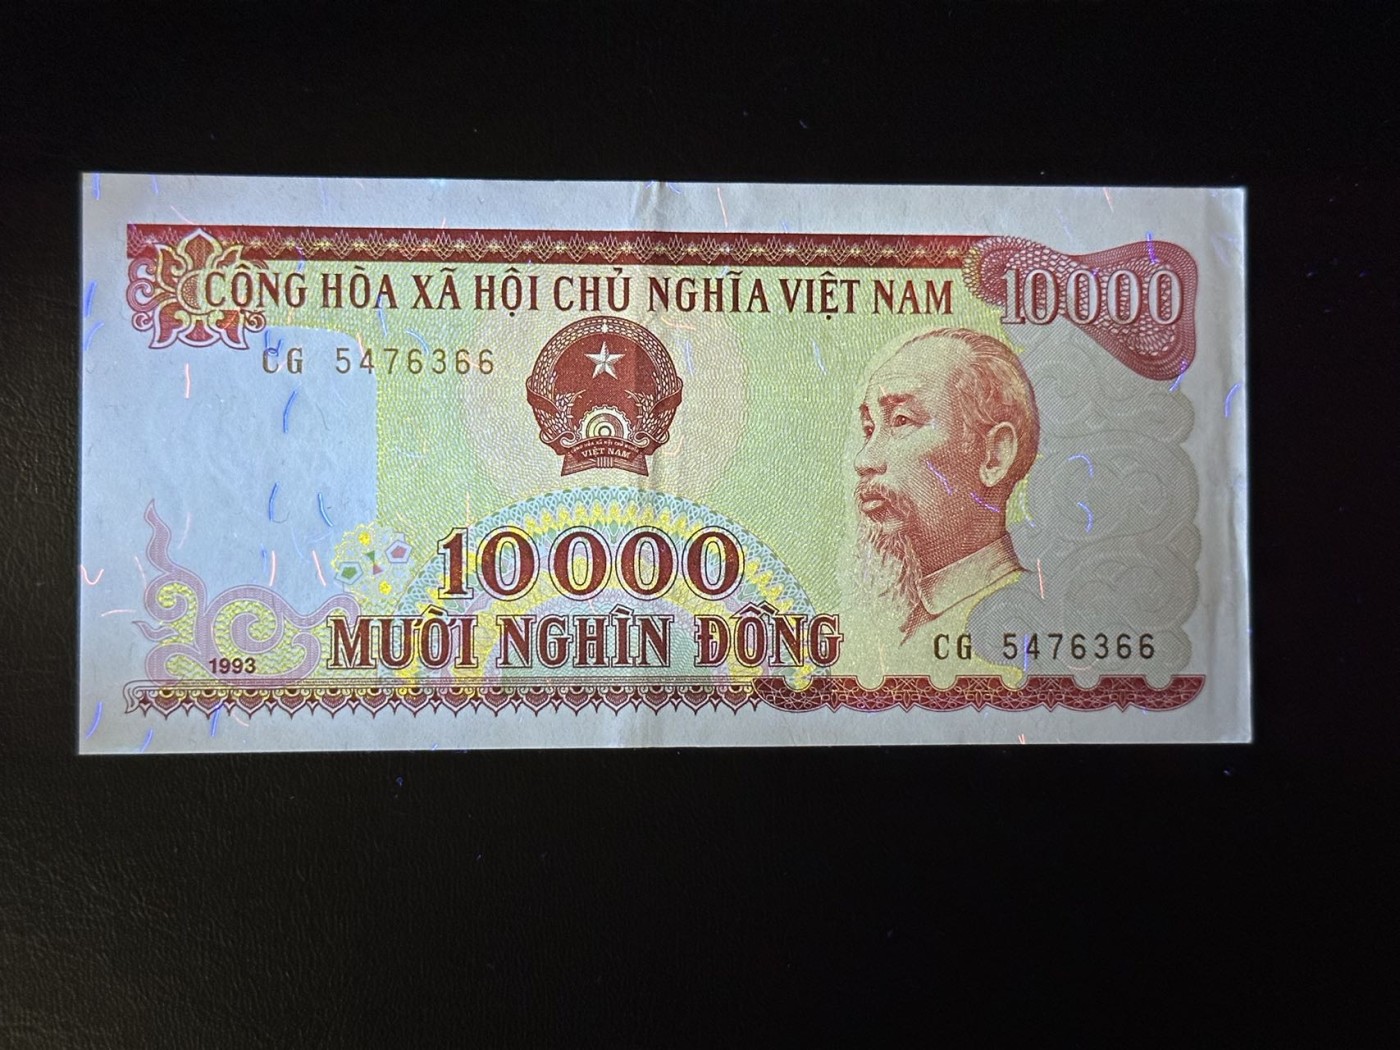 CỘNG HÒA XÃ HỘI CHỦ NGHĨA VIỆT NAM
10000
CG 5476366
VIỆT NAM
10000
MƯỜI NGHÌN ĐỒNG
CG 5476366
1993